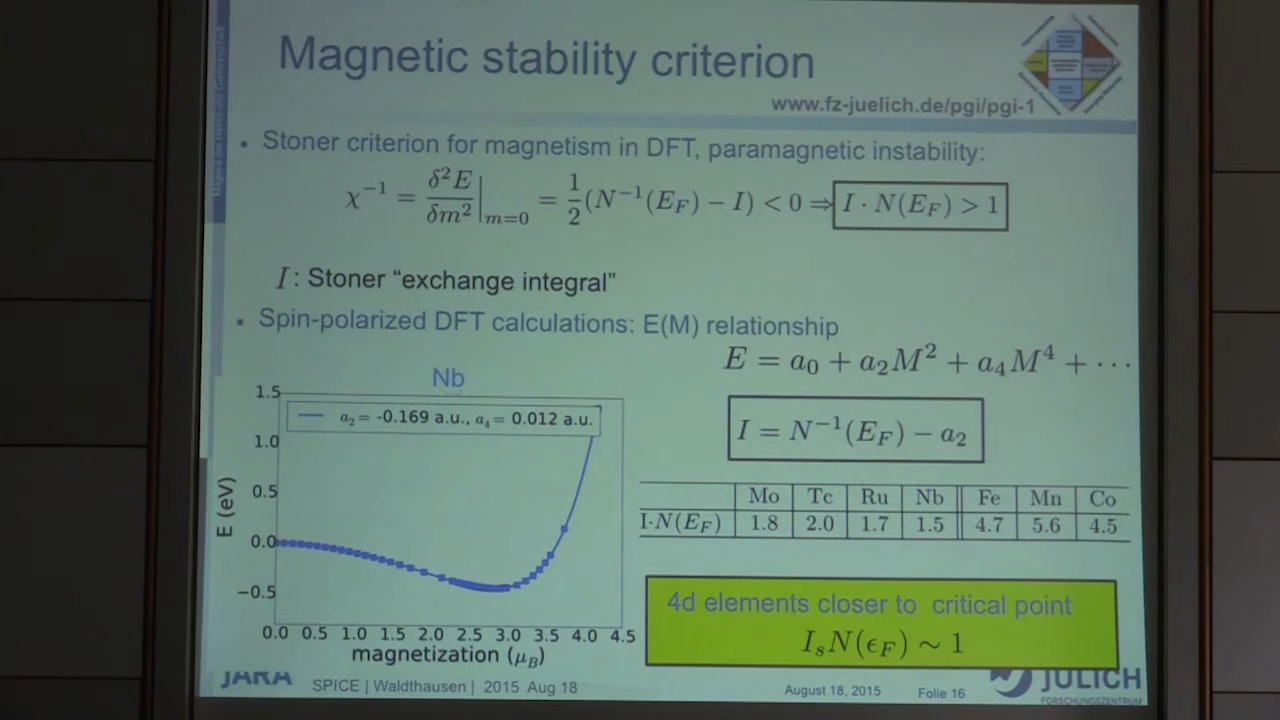 Magnetic stability criterion
www.fz-juelich.de/pgi/pgi-1
• Stoner criterion for magnetism in DFT, paramagnetic instability:
χ⁻¹ = δ²E/δm² |m=0 = 1/2 (N⁻¹(E_F) − I) < 0 ⇒ I · N(E_F) > 1
I : Stoner “exchange integral”
• Spin-polarized DFT calculations: E(M) relationship
E = a₀ + a₂M² + a₄M⁴ + ⋯
Nb
a₂ = -0.169 a.u., a₄ = 0.012 a.u.
I = N⁻¹(E_F) − a₂
1.5
1.0
0.5
0.0
−0.5
E (eV)
0.0 0.5 1.0 1.5 2.0 2.5 3.0 3.5 4.0 4.5
magnetization (μ_B)
Mo Tc Ru Nb Fe Mn Co
I·N(E_F) 1.8 2.0 1.7 1.5 4.7 5.6 4.5
4d elements closer to critical point
I_sN(ϵ_F) ∼ 1
JARA
SPICE | Waldthausen | 2015 Aug 18
August 18, 2015
Folie 16
JÜLICH
FORSCHUNGSZENTRUM